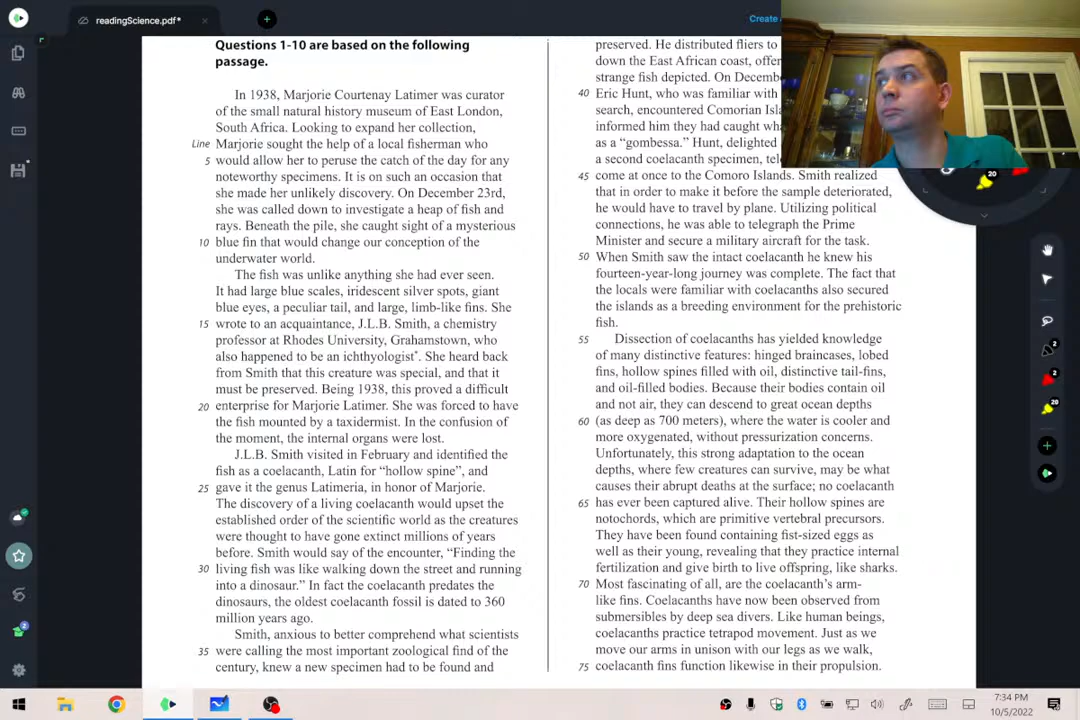 readingScience.pdf*
Create
Questions 1-10 are based on the following
passage.
In 1938, Marjorie Courtenay Latimer was curator
of the small natural history museum of East London,
South Africa. Looking to expand her collection,
Line Marjorie sought the help of a local fisherman who
5 would allow her to peruse the catch of the day for any
noteworthy specimens. It is on such an occasion that
she made her unlikely discovery. On December 23rd,
she was called down to investigate a heap of fish and
rays. Beneath the pile, she caught sight of a mysterious
10 blue fin that would change our conception of the
underwater world.
The fish was unlike anything she had ever seen.
It had large blue scales, iridescent silver spots, giant
blue eyes, a peculiar tail, and large, limb-like fins. She
15 wrote to an acquaintance, J.L.B. Smith, a chemistry
professor at Rhodes University, Grahamstown, who
also happened to be an ichthyologist*. She heard back
from Smith that this creature was special, and that it
must be preserved. Being 1938, this proved a difficult
20 enterprise for Marjorie Latimer. She was forced to have
the fish mounted by a taxidermist. In the confusion of
the moment, the internal organs were lost.
J.L.B. Smith visited in February and identified the
fish as a coelacanth, Latin for “hollow spine”, and
25 gave it the genus Latimeria, in honor of Marjorie.
The discovery of a living coelacanth would upset the
established order of the scientific world as the creatures
were thought to have gone extinct millions of years
before. Smith would say of the encounter, “Finding the
30 living fish was like walking down the street and running
into a dinosaur.” In fact the coelacanth predates the
dinosaurs, the oldest coelacanth fossil is dated to 360
million years ago.
Smith, anxious to better comprehend what scientists
35 were calling the most important zoological find of the
century, knew a new specimen had to be found and
preserved. He distributed fliers to
down the East African coast, offer
strange fish depicted. On Decemb
40 Eric Hunt, who was familiar with
search, encountered Comorian Isl
informed him they had caught wha
as a “gombessa.” Hunt, delighted
a second coelacanth specimen, tel
45 come at once to the Comoro Islands. Smith realized
that in order to make it before the sample deteriorated,
he would have to travel by plane. Utilizing political
connections, he was able to telegraph the Prime
Minister and secure a military aircraft for the task.
50 When Smith saw the intact coelacanth he knew his
fourteen-year-long journey was complete. The fact that
the locals were familiar with coelacanths also secured
the islands as a breeding environment for the prehistoric
fish.
55 Dissection of coelacanths has yielded knowledge
of many distinctive features: hinged braincases, lobed
fins, hollow spines filled with oil, distinctive tail-fins,
and oil-filled bodies. Because their bodies contain oil
and not air, they can descend to great ocean depths
60 (as deep as 700 meters), where the water is cooler and
more oxygenated, without pressurization concerns.
Unfortunately, this strong adaptation to the ocean
depths, where few creatures can survive, may be what
causes their abrupt deaths at the surface; no coelacanth
65 has ever been captured alive. Their hollow spines are
notochords, which are primitive vertebral precursors.
They have been found containing fist-sized eggs as
well as their young, revealing that they practice internal
fertilization and give birth to live offspring, like sharks.
70 Most fascinating of all, are the coelacanth’s arm-
like fins. Coelacanths have now been observed from
submersibles by deep sea divers. Like human beings,
coelacanths practice tetrapod movement. Just as we
move our arms in unison with our legs as we walk,
75 coelacanth fins function likewise in their propulsion.
20
2
2
20
2
7:34 PM
10/5/2022